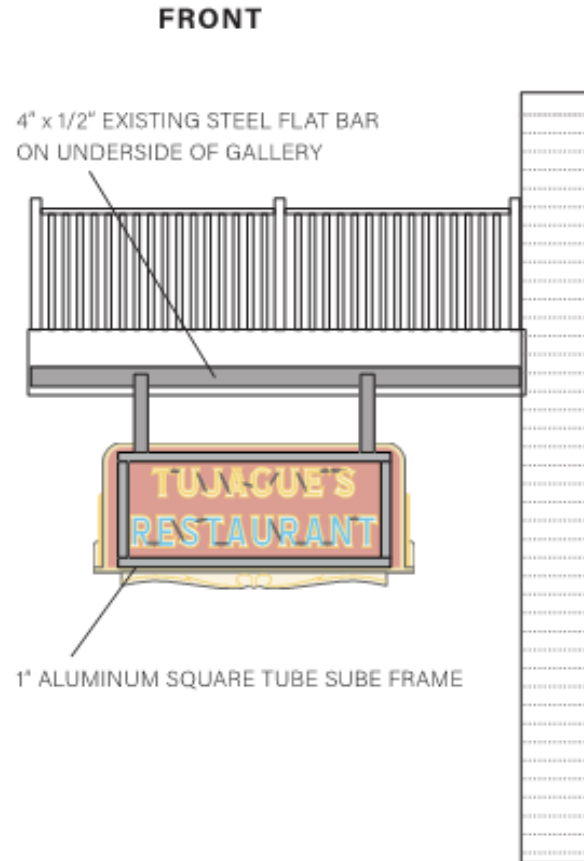 FRONT
4" x 1/2" EXISTING STEEL FLAT BAR
ON UNDERSIDE OF GALLERY
TUJAGUE'S
RESTAURANT
1" ALUMINUM SQUARE TUBE SUBE FRAME